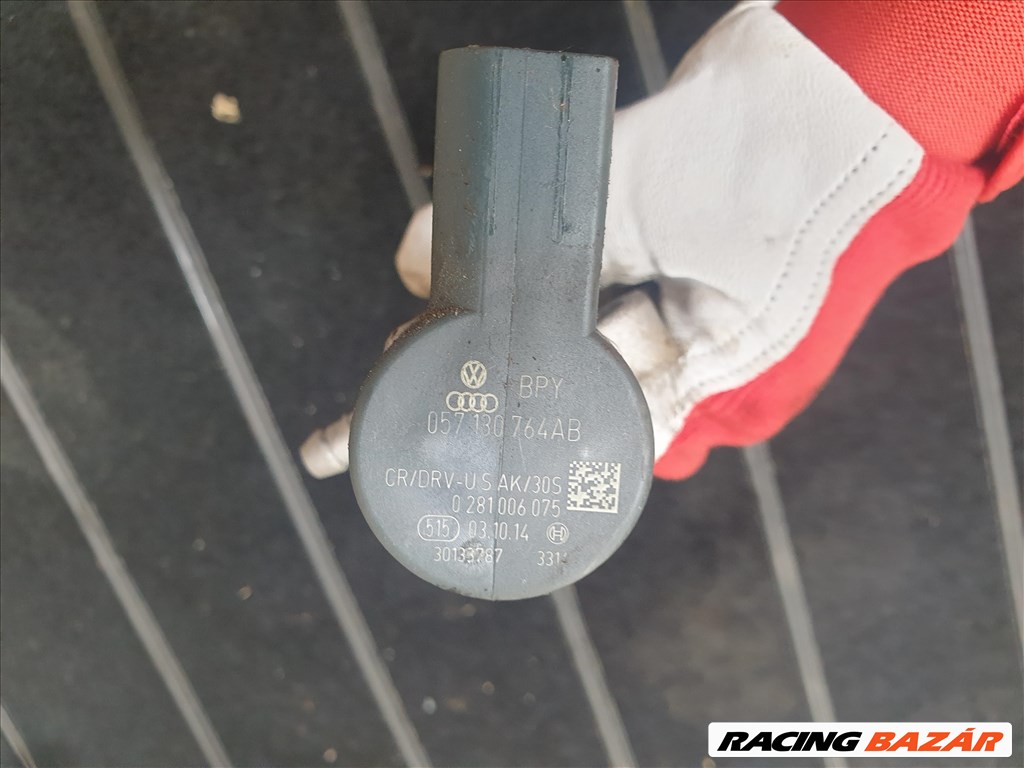 BPY
057 130 764AB
CR/DRV-U S AK/30S
0 281 006 075
515 03.10.14
30133787
RACING BAZÁR